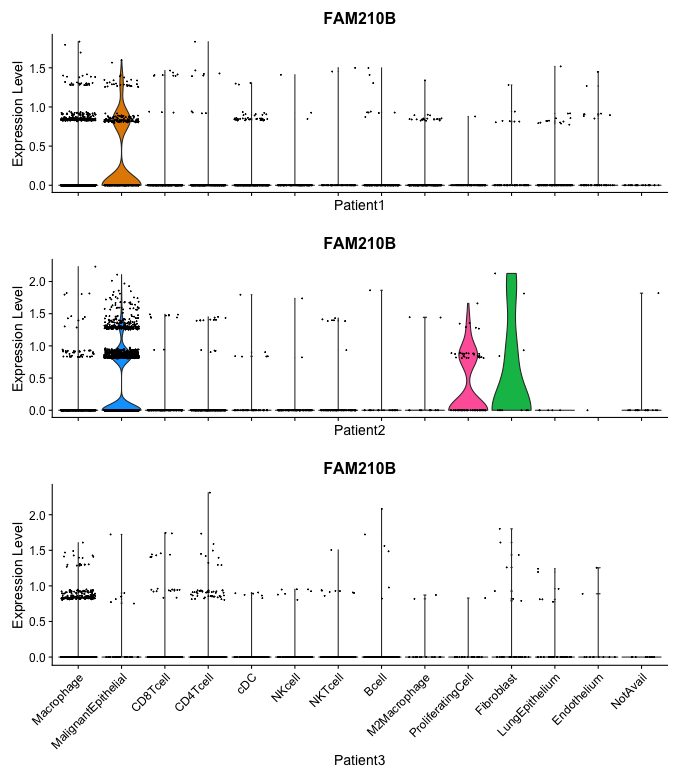 FAM210B
Expression Level
1.5
1.0
0.5
0.0
Patient1
FAM210B
Expression Level
2.0
1.5
1.0
0.5
0.0
Patient2
FAM210B
Expression Level
2.0
1.5
1.0
0.5
0.0
Macrophage
MalignantEpithelial
CD8Tcell
CD4Tcell
cDC
NKcell
NKTcell
Bcell
M2Macrophage
ProliferatingCell
Fibroblast
LungEpithelium
Endothelium
NotAvail
Patient3